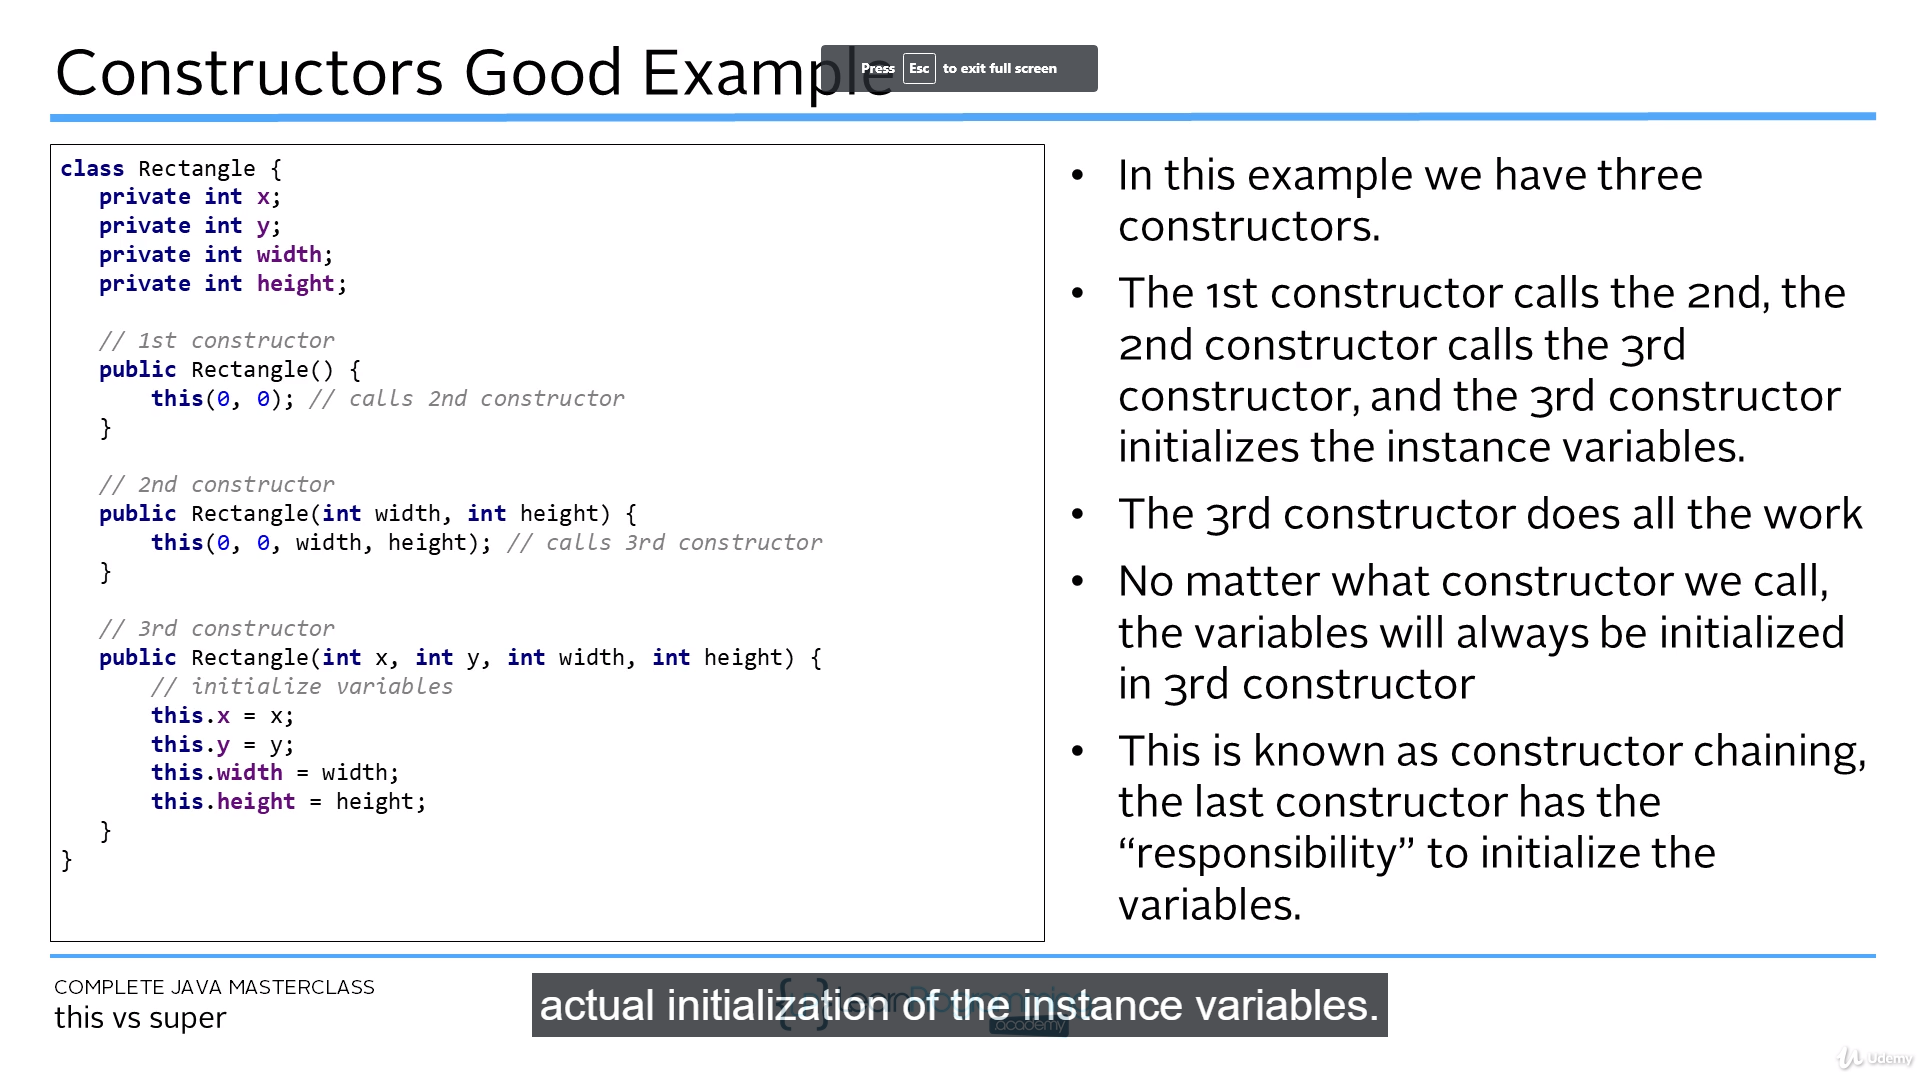 Constructors Good Example
Press Esc to exit full screen
class Rectangle {
private int x;
private int y;
private int width;
private int height;
// 1st constructor
public Rectangle() {
this(0, 0); // calls 2nd constructor
}
// 2nd constructor
public Rectangle(int width, int height) {
this(0, 0, width, height); // calls 3rd constructor
}
// 3rd constructor
public Rectangle(int x, int y, int width, int height) {
// initialize variables
this.x = x;
this.y = y;
this.width = width;
this.height = height;
}
}
• In this example we have three
constructors.
• The 1st constructor calls the 2nd, the
2nd constructor calls the 3rd
constructor, and the 3rd constructor
initializes the instance variables.
• The 3rd constructor does all the work
• No matter what constructor we call,
the variables will always be initialized
in 3rd constructor
• This is known as constructor chaining,
the last constructor has the
“responsibility” to initialize the
variables.
COMPLETE JAVA MASTERCLASS
this vs super
actual initialization of the instance variables.
academy
Udemy